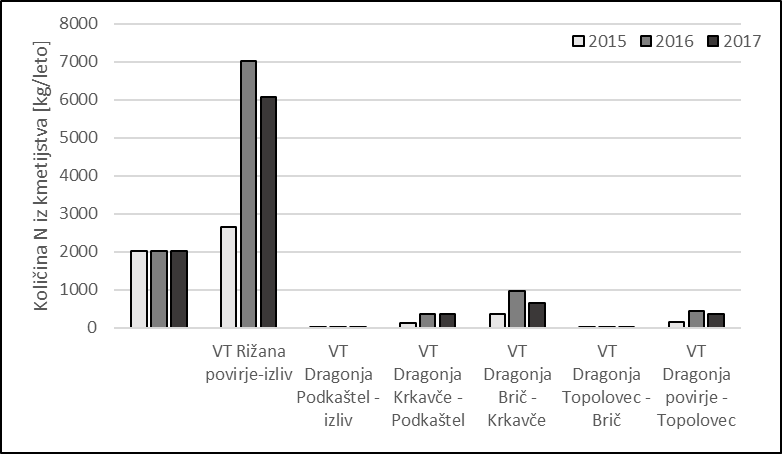 8000
7000
6000
5000
4000
3000
2000
1000
0
Količina N iz kmetijstva [kg/leto]
2015 2016 2017
VT Rižana
povirje-izliv
VT
Dragonja
Podkaštel -
izliv
VT
Dragonja
Krkavče -
Podkaštel
VT
Dragonja
Brič -
Krkavče
VT
Dragonja
Topolovec -
Brič
VT
Dragonja
povirje -
Topolovec